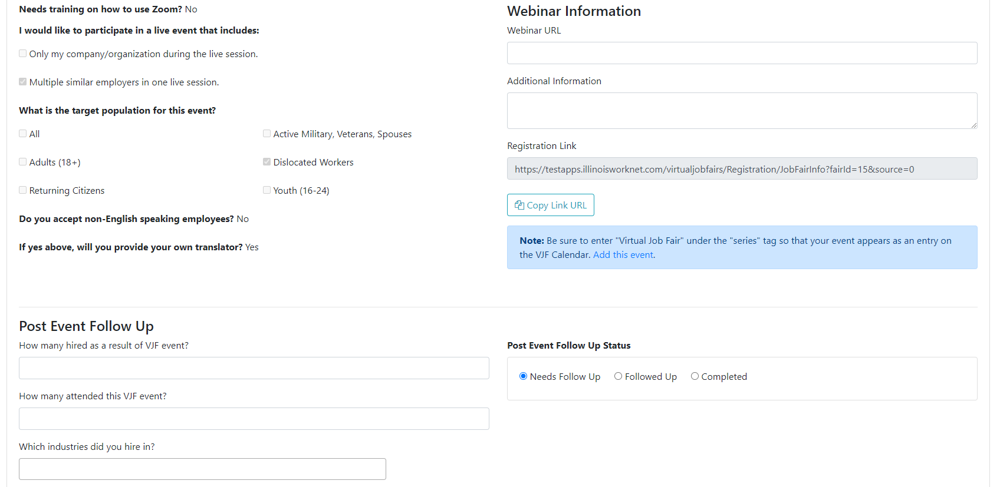 Needs training on how to use Zoom? No
I would like to participate in a live event that includes:
Only my company/organization during the live session.
Multiple similar employers in one live session.
What is the target population for this event?
All
Active Military, Veterans, Spouses
Adults (18+)
Dislocated Workers
Returning Citizens
Youth (16-24)
Do you accept non-English speaking employees? No
If yes above, will you provide your own translator? Yes
Webinar Information
Webinar URL
Additional Information
Registration Link
https://testapps.illinoisworknet.com/virtualjobfairs/Registration/JobFairInfo?fairId=15&source=0
Copy Link URL
Note: Be sure to enter "Virtual Job Fair" under the "series" tag so that your event appears as an entry on
the VJF Calendar. Add this event.
Post Event Follow Up
How many hired as a result of VJF event?
How many attended this VJF event?
Which industries did you hire in?
Post Event Follow Up Status
Needs Follow Up
Followed Up
Completed